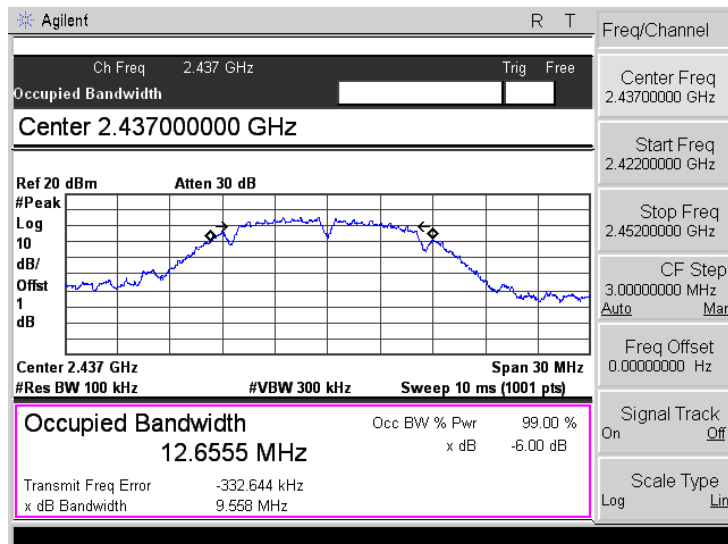 Agilent R T
Ch Freq 2.437 GHz Trig Free
Occupied Bandwidth
Center 2.437000000 GHz
Ref 20 dBm Atten 30 dB
#Peak
Log
10
dB/
Offst
1
dB
Center 2.437 GHz Span 30 MHz
#Res BW 100 kHz #VBW 300 kHz Sweep 10 ms (1001 pts)
Occupied Bandwidth
12.6555 MHz
Occ BW % Pwr 99.00 %
x dB -6.00 dB
Transmit Freq Error -332.644 kHz
x dB Bandwidth 9.558 MHz
Freq/Channel
Center Freq
2.43700000 GHz
Start Freq
2.42200000 GHz
Stop Freq
2.45200000 GHz
CF Step
3.00000000 MHz
Auto Mar
Freq Offset
0.00000000 Hz
Signal Track
On Off
Scale Type
Log Lin